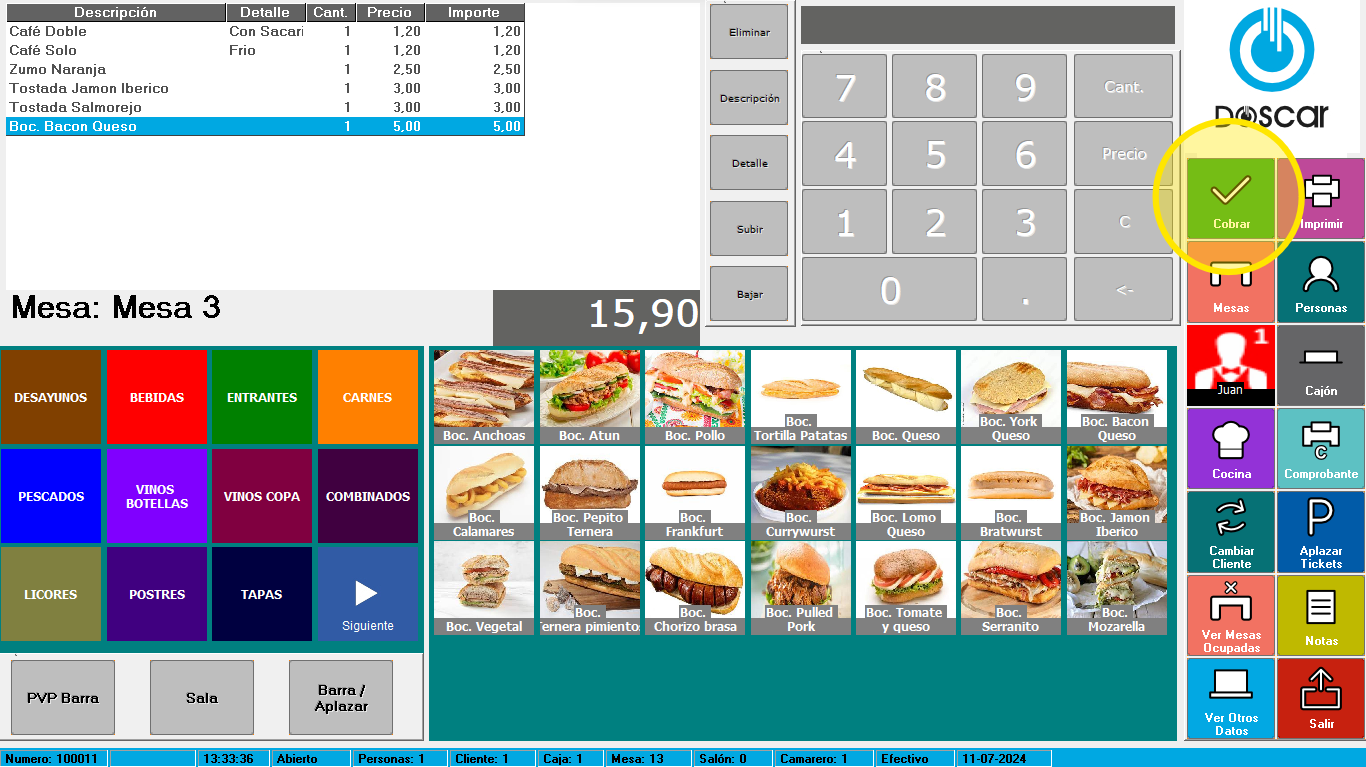 Descripción Detalle Cant. Precio Importe
Café Doble Con Sacari 1 1,20 1,20
Café Solo Frio 1 1,20 1,20
Zumo Naranja 1 2,50 2,50
Tostada Jamon Iberico 1 3,00 3,00
Tostada Salmorejo 1 3,00 3,00
Boc. Bacon Queso 1 5,00 5,00
Mesa: Mesa 3
15,90
Eliminar
Descripción
Detalle
Subir
Bajar
7 8 9 Cant.
4 5 6 Precio
1 2 3 C
0 . <-
DOSCAR
Cobrar
Imprimir
Mesas
Personas
1
Juan
Cajón
Cocina
C
Comprobante
Cambiar
Cliente
P
Aplazar
Tickets
Ver Mesas
Ocupadas
Notas
Ver Otros
Datos
Salir
DESAYUNOS
BEBIDAS
ENTRANTES
CARNES
PESCADOS
VINOS
BOTELLAS
VINOS COPA
COMBINADOS
LICORES
POSTRES
TAPAS
Siguiente
PVP Barra
Sala
Barra /
Aplazar
Boc. Anchoas
Boc. Atun
Boc. Pollo
Boc.
Tortilla Patatas
Boc. Queso
Boc. York
Queso
Boc. Bacon
Queso
Boc.
Calamares
Boc. Pepito
Ternera
Boc.
Frankfurt
Boc.
Currywurst
Boc. Lomo
Queso
Boc.
Bratwurst
Boc. Jamon
Iberico
Boc. Vegetal
Boc.
Ternera pimientos
Boc.
Chorizo brasa
Boc. Pulled
Pork
Boc. Tomate
y queso
Boc.
Serranito
Boc.
Mozarella
Numero: 100011 13:33:36 Abierto Personas: 1 Cliente: 1 Caja: 1 Mesa: 13 Salón: 0 Camarero: 1 Efectivo 11-07-2024